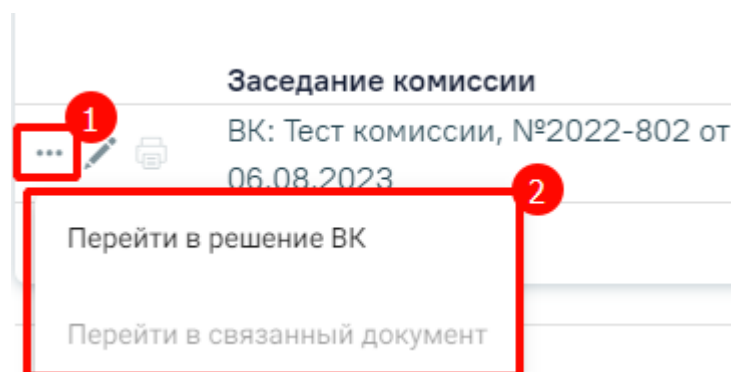 Заседание комиссии
1
ВК: Тест комиссии, №2022-802 от
06.08.2023
2
Перейти в решение ВК
Перейти в связанный документ